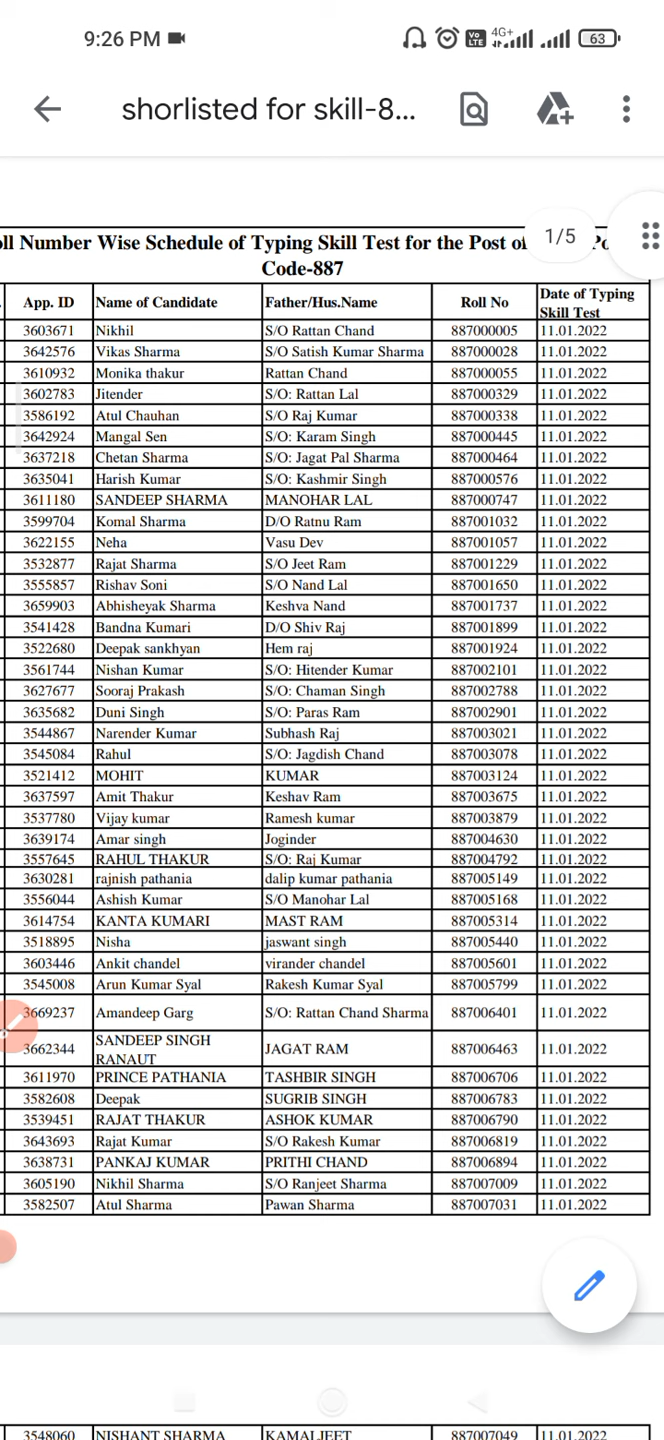 9:26 PM
4G+
Vo LTE
63
shorlisted for skill-8...
oll Number Wise Schedule of Typing Skill Test for the Post of
1/5
Code-887
App. ID Name of Candidate Father/Hus.Name Roll No Date of Typing Skill Test
3603671 Nikhil S/O Rattan Chand 887000005 11.01.2022
3642576 Vikas Sharma S/O Satish Kumar Sharma 887000028 11.01.2022
3610932 Monika thakur Rattan Chand 887000055 11.01.2022
3602783 Jitender S/O: Rattan Lal 887000329 11.01.2022
3586192 Atul Chauhan S/O Raj Kumar 887000338 11.01.2022
3642924 Mangal Sen S/O: Karam Singh 887000445 11.01.2022
3637218 Chetan Sharma S/O: Jagat Pal Sharma 887000464 11.01.2022
3635041 Harish Kumar S/O: Kashmir Singh 887000576 11.01.2022
3611180 SANDEEP SHARMA MANOHAR LAL 887000747 11.01.2022
3599704 Komal Sharma D/O Ratnu Ram 887001032 11.01.2022
3622155 Neha Vasu Dev 887001057 11.01.2022
3532877 Rajat Sharma S/O Jeet Ram 887001229 11.01.2022
3555857 Rishav Soni S/O Nand Lal 887001650 11.01.2022
3659903 Abhisheyak Sharma Keshva Nand 887001737 11.01.2022
3541428 Bandna Kumari D/O Shiv Raj 887001899 11.01.2022
3522680 Deepak sankhyan Hem raj 887001924 11.01.2022
3561744 Nishan Kumar S/O: Hitender Kumar 887002101 11.01.2022
3627677 Sooraj Prakash S/O: Chaman Singh 887002788 11.01.2022
3635682 Duni Singh S/O: Paras Ram 887002901 11.01.2022
3544867 Narender Kumar Subhash Raj 887003021 11.01.2022
3545084 Rahul S/O: Jagdish Chand 887003078 11.01.2022
3521412 MOHIT KUMAR 887003124 11.01.2022
3637597 Amit Thakur Keshav Ram 887003675 11.01.2022
3537780 Vijay kumar Ramesh kumar 887003879 11.01.2022
3639174 Amar singh Joginder 887004630 11.01.2022
3557645 RAHUL THAKUR S/O: Raj Kumar 887004792 11.01.2022
3630281 rajnish pathania dalip kumar pathania 887005149 11.01.2022
3556044 Ashish Kumar S/O Manohar Lal 887005168 11.01.2022
3614754 KANTA KUMARI MAST RAM 887005314 11.01.2022
3518895 Nisha jaswant singh 887005440 11.01.2022
3603446 Ankit chandel virander chandel 887005601 11.01.2022
3545008 Arun Kumar Syal Rakesh Kumar Syal 887005799 11.01.2022
3669237 Amandeep Garg S/O: Rattan Chand Sharma 887006401 11.01.2022
3662344 SANDEEP SINGH RANAUT JAGAT RAM 887006463 11.01.2022
3611970 PRINCE PATHANIA TASHBIR SINGH 887006706 11.01.2022
3582608 Deepak SUGRIB SINGH 887006783 11.01.2022
3539451 RAJAT THAKUR ASHOK KUMAR 887006790 11.01.2022
3643693 Rajat Kumar S/O Rakesh Kumar 887006819 11.01.2022
3638731 PANKAJ KUMAR PRITHI CHAND 887006894 11.01.2022
3605190 Nikhil Sharma S/O Ranjeet Sharma 887007009 11.01.2022
3582507 Atul Sharma Pawan Sharma 887007031 11.01.2022
3548060 NISHANT SHARMA KAMALJEET 887007049 11.01.2022